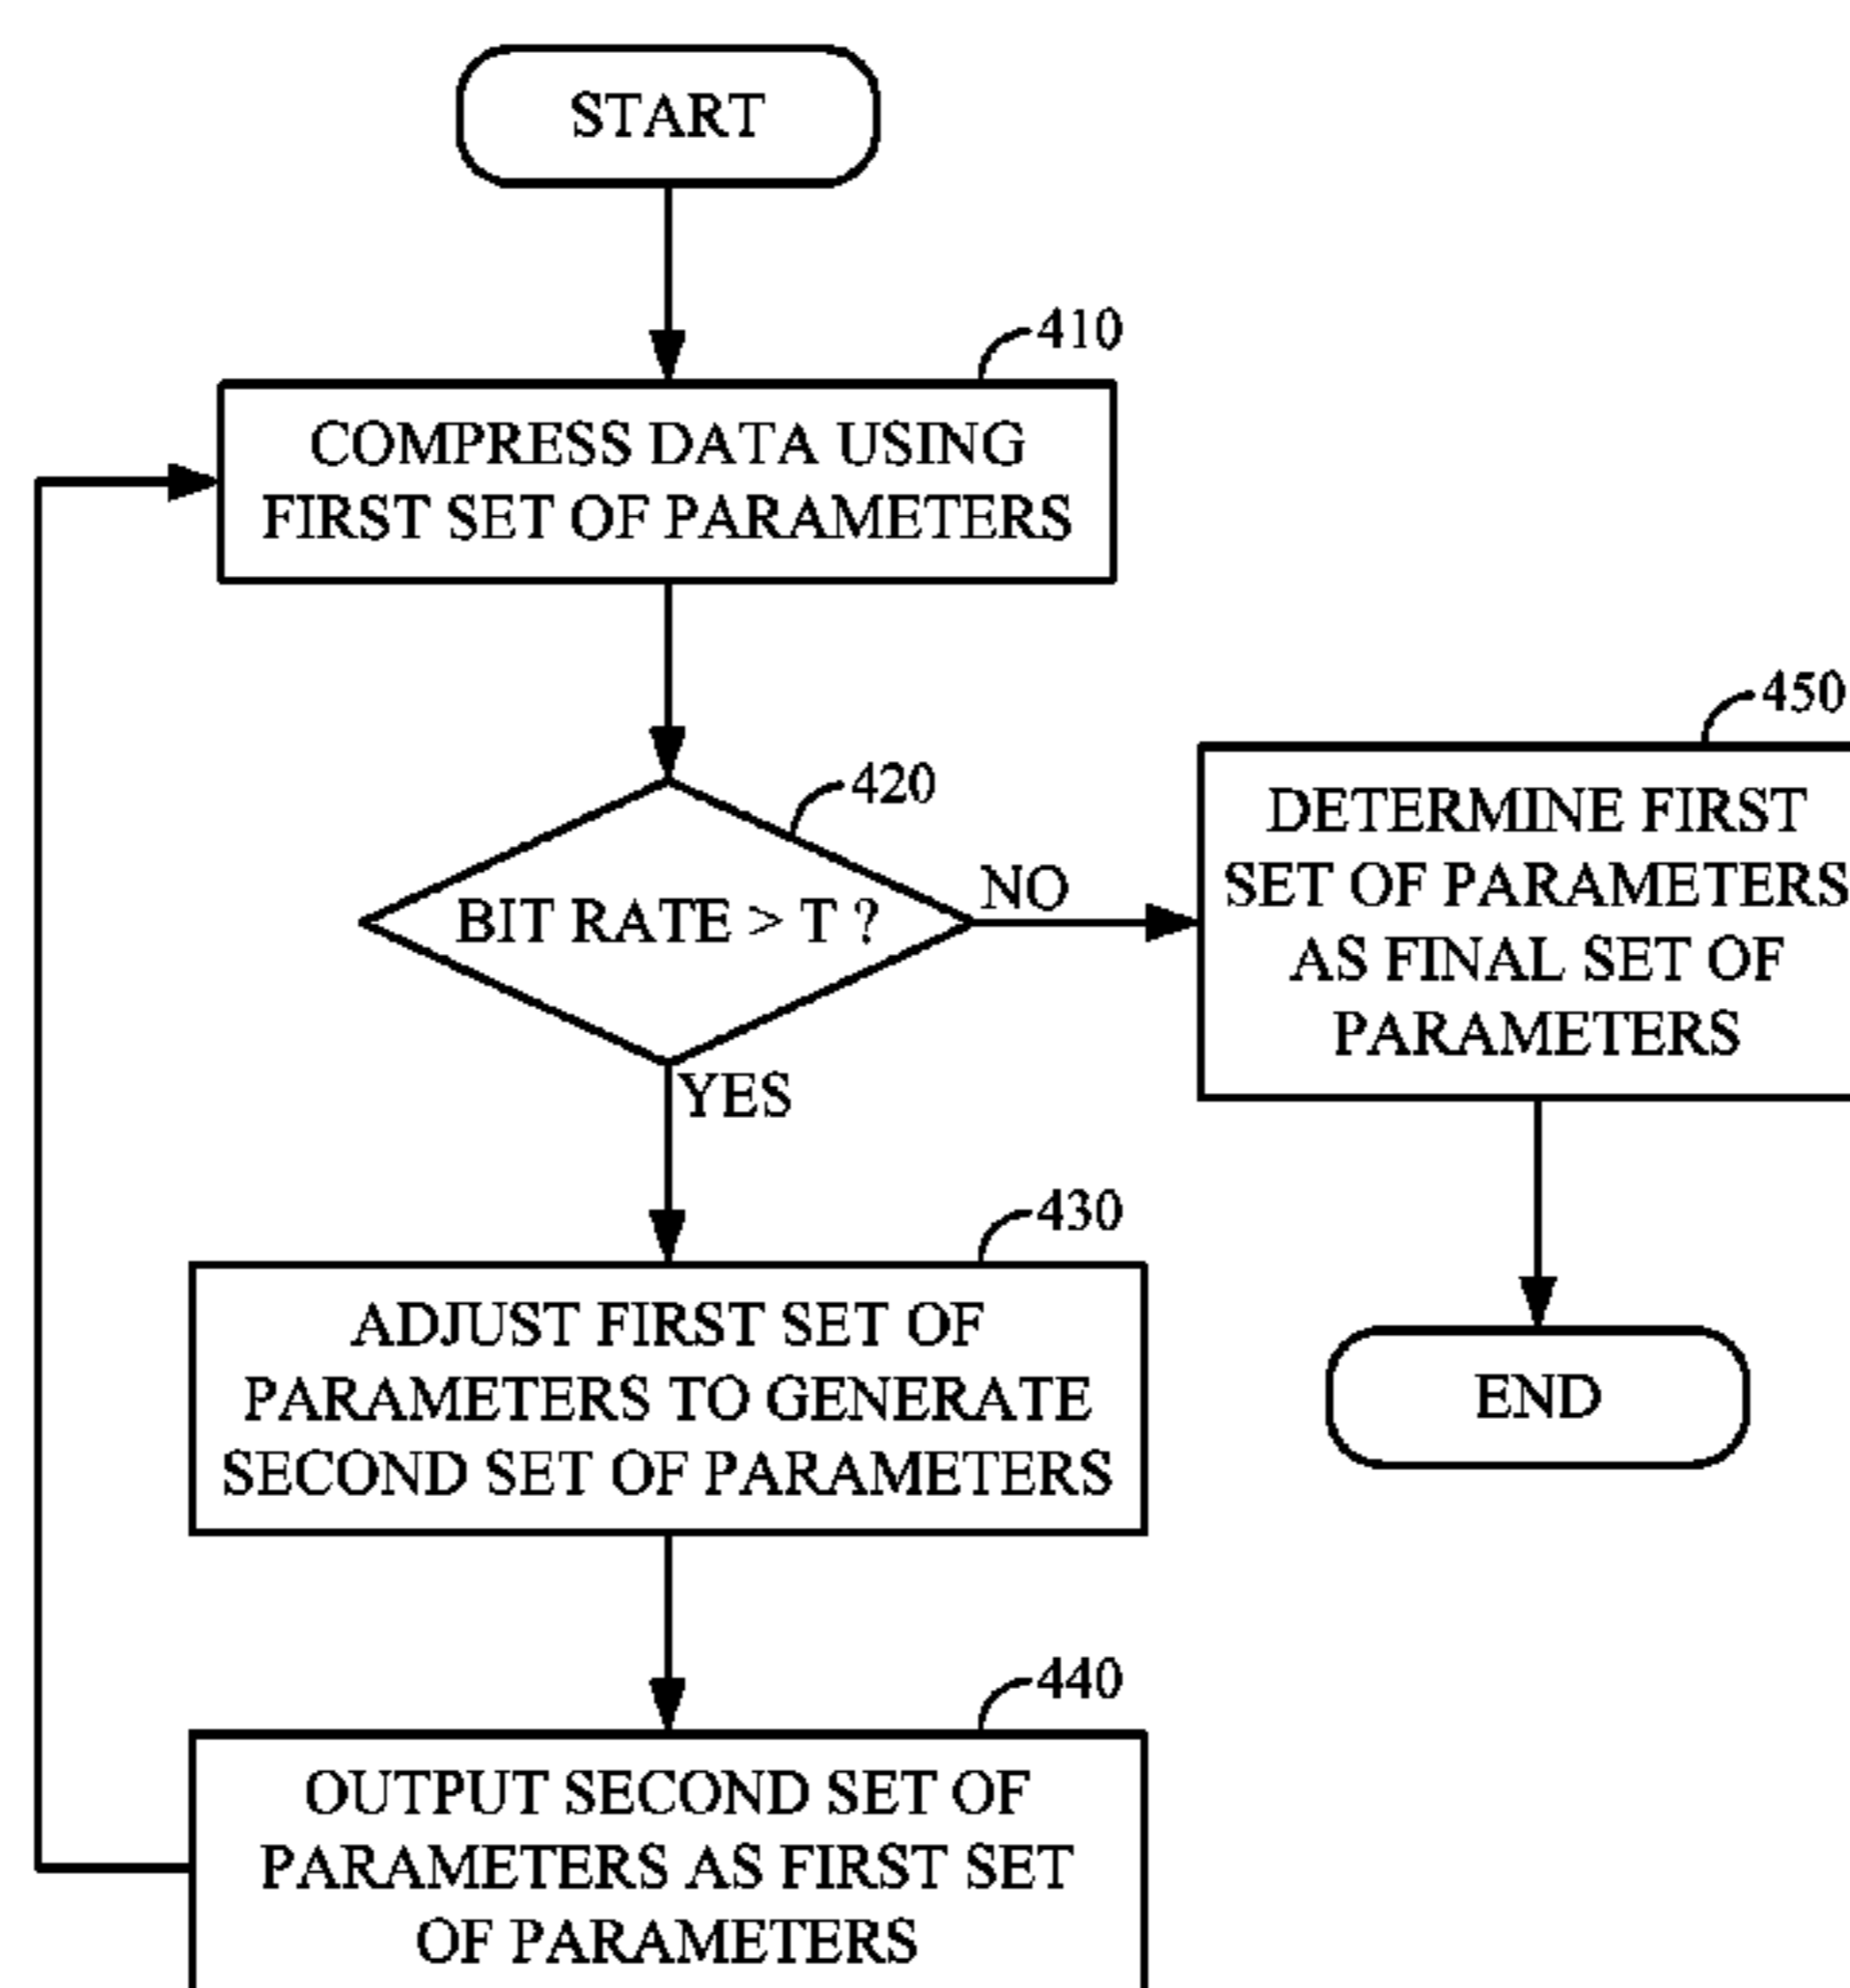 START
410
COMPRESS DATA USING
FIRST SET OF PARAMETERS
420
BIT RATE > T ?
NO
YES
450
DETERMINE FIRST
SET OF PARAMETERS
AS FINAL SET OF
PARAMETERS
430
ADJUST FIRST SET OF
PARAMETERS TO GENERATE
SECOND SET OF PARAMETERS
END
440
OUTPUT SECOND SET OF
PARAMETERS AS FIRST SET
OF PARAMETERS